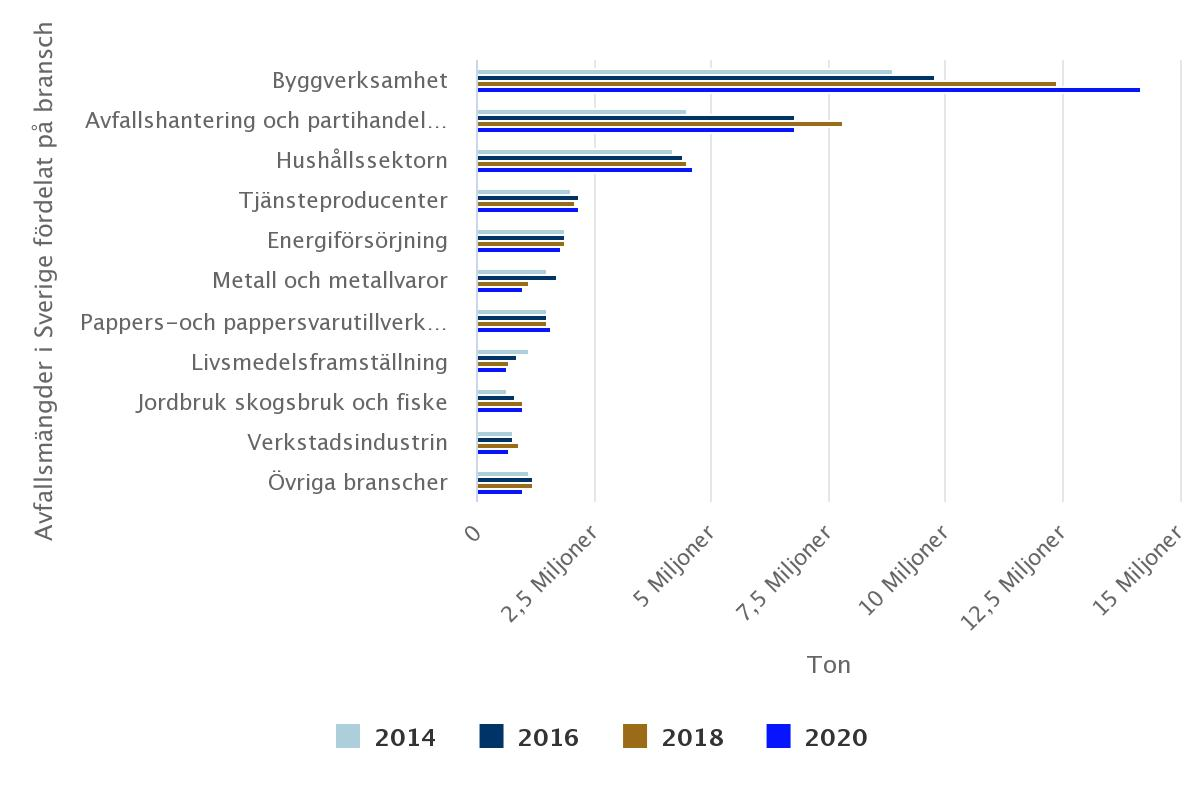 Avfallsmängder i Sverige fördelat på bransch
Byggverksamhet
Avfallshantering och partihandel...
Hushållssektorn
Tjänsteproducenter
Energiförsörjning
Metall och metallvaror
Pappers-och pappersvarutillverk...
Livsmedelsframställning
Jordbruk skogsbruk och fiske
Verkstadsindustrin
Övriga branscher
0
2,5 Miljoner
5 Miljoner
7,5 Miljoner
10 Miljoner
12,5 Miljoner
15 Miljoner
Ton
2014 2016 2018 2020